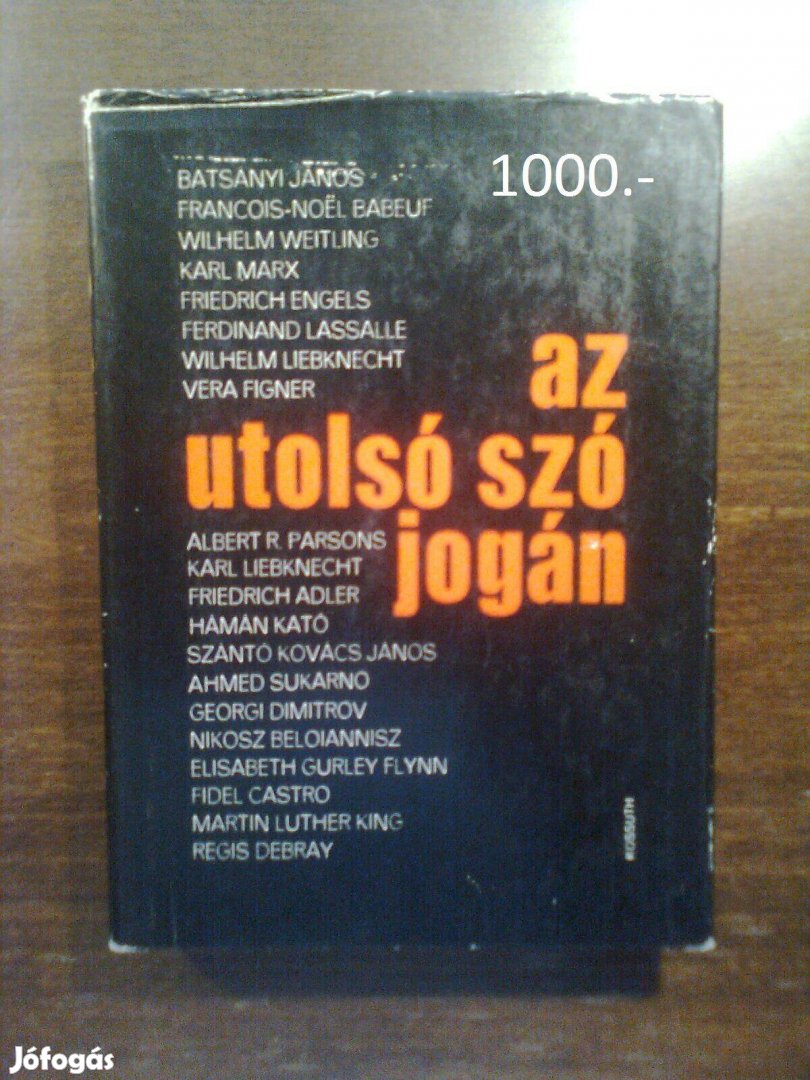 1000.-
BATSÁNYI JÁNOS
FRANCOIS-NOËL BABEUF
WILHELM WEITLING
KARL MARX
FRIEDRICH ENGELS
FERDINAND LASSALLE
WILHELM LIEBKNECHT
VERA FIGNER
az
utolsó szó
jogán
ALBERT R. PARSONS
KARL LIEBKNECHT
FRIEDRICH ADLER
HÁMÁN KATÓ
SZÁNTÓ KOVÁCS JÁNOS
AHMED SUKARNO
GEORGI DIMITROV
NIKOSZ BELOIANNISZ
ELISABETH GURLEY FLYNN
FIDEL CASTRO
MARTIN LUTHER KING
REGIS DEBRAY
KOSSUTH
Jófogás